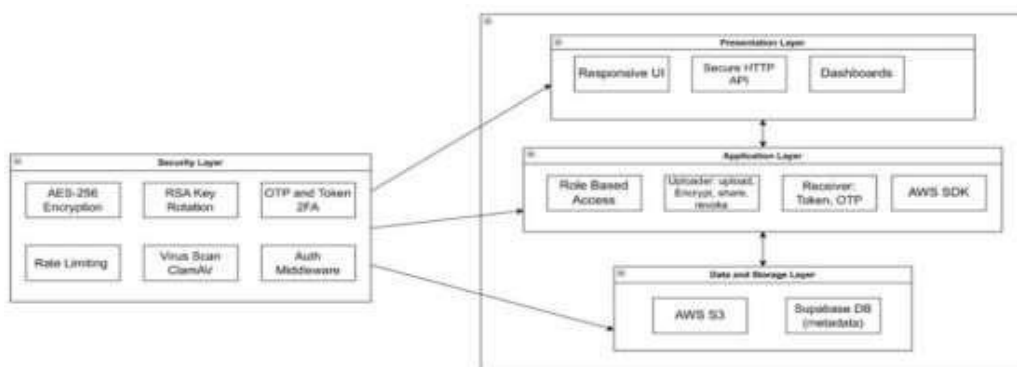 Presentation Layer
Responsive UI
Secure HTTP
API
Dashboards
Security Layer
AES-256
Encryption
RSA Key
Rotation
OTP and Token
2FA
Rate Limiting
Virus Scan
ClamAV
Auth
Middleware
Application Layer
Role Based
Access
Uploader: upload,
Encrypt, share,
revoke
Receiver:
Token, OTP
AWS SDK
Data and Storage Layer
AWS S3
Supabase DB
(metadata)